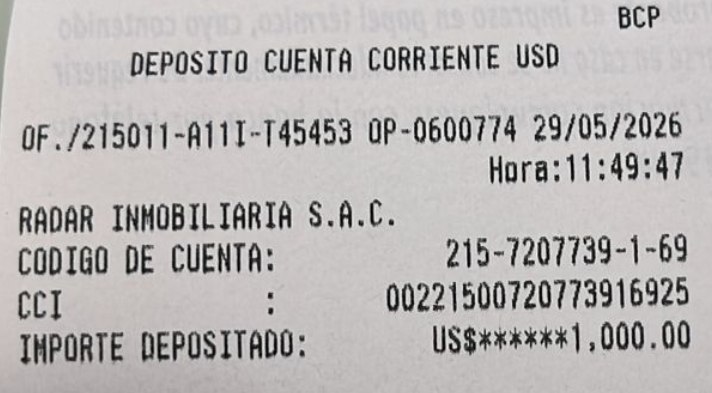 BCP
DEPOSITO CUENTA CORRIENTE USD
OF./215011-A11I-T45453 OP-0600774 29/05/2026
Hora:11:49:47
RADAR INMOBILIARIA S.A.C.
CODIGO DE CUENTA: 215-7207739-1-69
CCI : 00221500720773916925
IMPORTE DEPOSITADO: US$******1,000.00